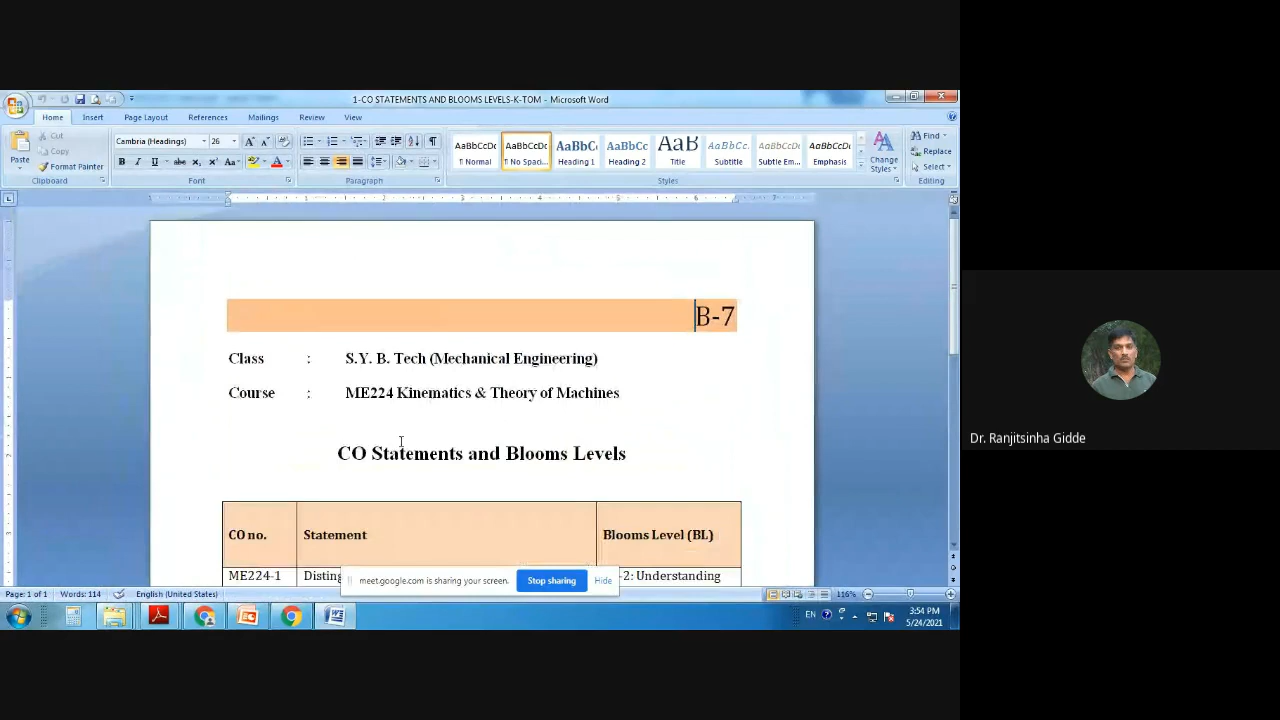 1-CO STATEMENTS AND BLOOMS LEVELS-K-TOM - Microsoft Word
Home Insert Page Layout References Mailings Review View
Paste
Cut
Copy
Format Painter
Clipboard
Cambria (Headings) 26
Font
Paragraph
AaBbCcDc AaBbCcDc AaBbCc AaBbCc AaB AaBbCc. AaBbCcDc AaBbCcDc
¶ Normal ¶ No Spaci... Heading 1 Heading 2 Title Subtitle Subtle Em... Emphasis
Change Styles
Styles
Find
Replace
Select
Editing
B-7
Class : S.Y. B. Tech (Mechanical Engineering)
Course : ME224 Kinematics & Theory of Machines
CO Statements and Blooms Levels
CO no. Statement Blooms Level (BL)
ME224-1 -2: Understanding
meet.google.com is sharing your screen. Stop sharing Hide
Page: 1 of 1 Words: 114 English (United States) 116%
EN 3:54 PM
5/24/2021
Dr. Ranjitsinha Gidde